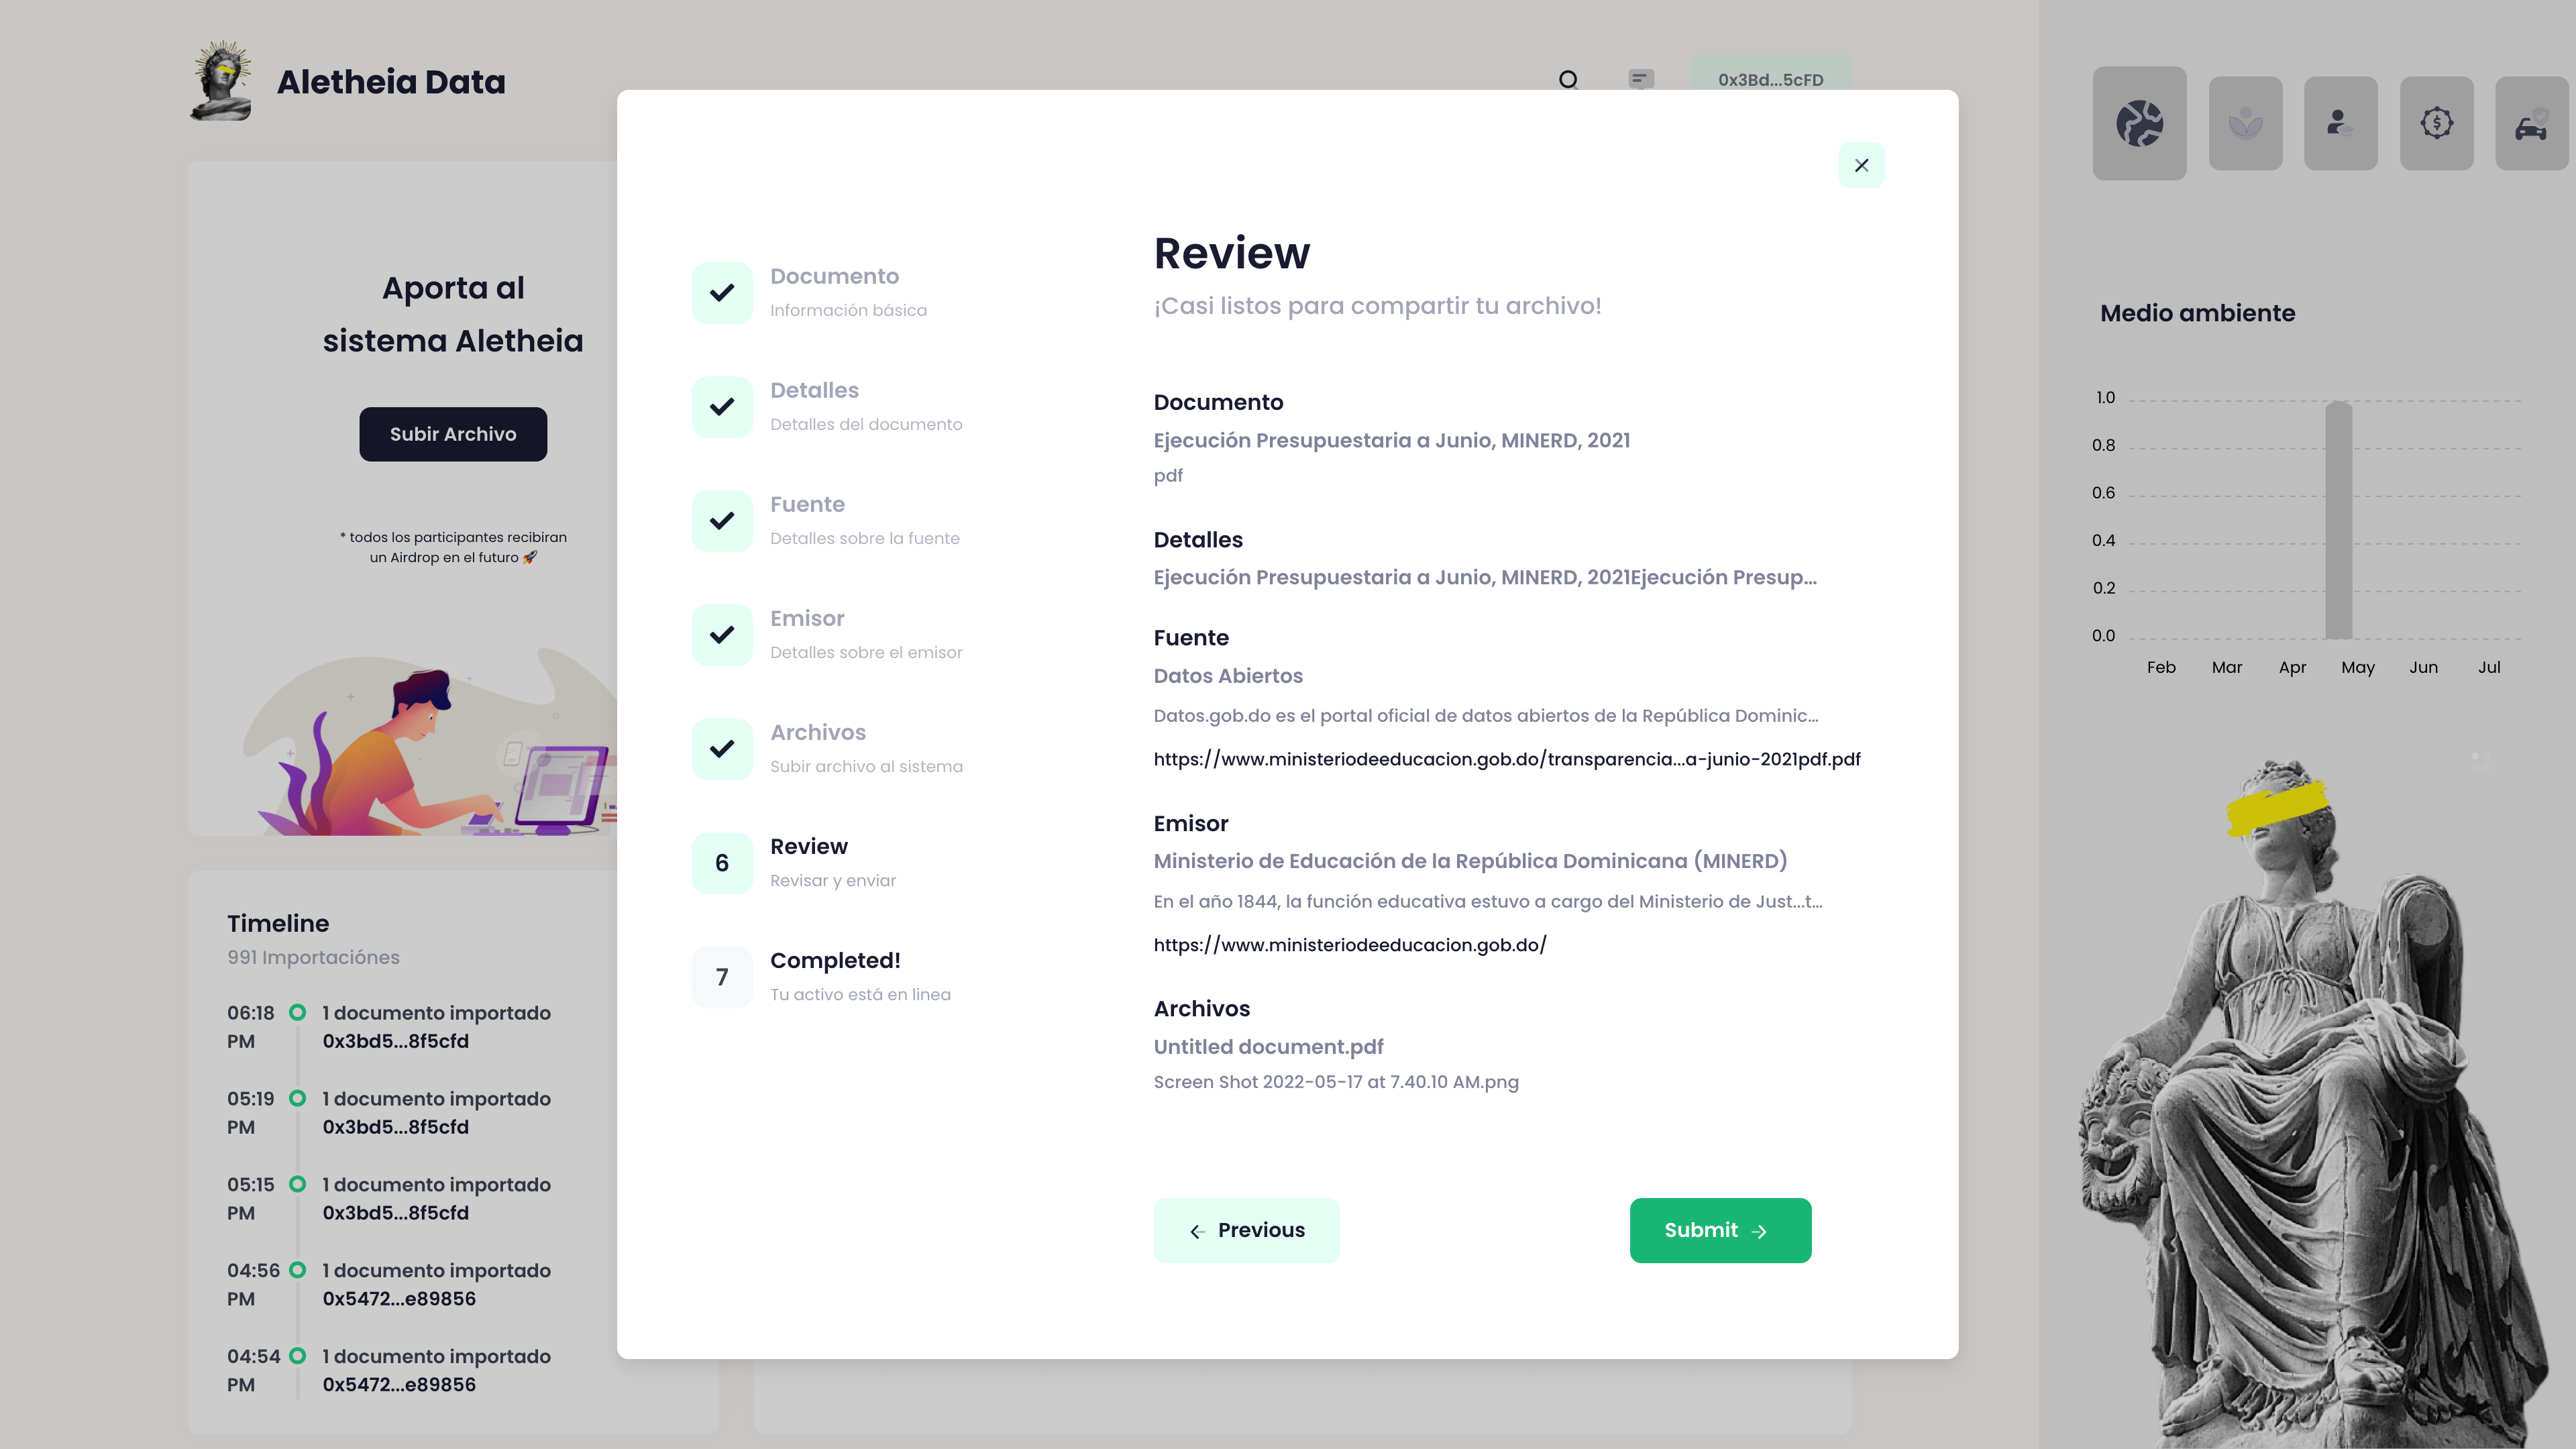 Aletheia Data
0x3Bd...5cFD
Aporta al
sistema Aletheia
Subir Archivo
* todos los participantes recibiran
un Airdrop en el futuro 🚀
Timeline
991 Importaciónes
06:18 PM
1 documento importado
0x3bd5...8f5cfd
05:19 PM
1 documento importado
0x3bd5...8f5cfd
05:15 PM
1 documento importado
0x3bd5...8f5cfd
04:56 PM
1 documento importado
0x5472...e89856
04:54 PM
1 documento importado
0x5472...e89856
Documento
Información básica
Detalles
Detalles del documento
Fuente
Detalles sobre la fuente
Emisor
Detalles sobre el emisor
Archivos
Subir archivo al sistema
6
Review
Revisar y enviar
7
Completed!
Tu activo está en linea
Review
¡Casi listos para compartir tu archivo!
Documento
Ejecución Presupuestaria a Junio, MINERD, 2021
pdf
Detalles
Ejecución Presupuestaria a Junio, MINERD, 2021Ejecución Presup...
Fuente
Datos Abiertos
Datos.gob.do es el portal oficial de datos abiertos de la República Dominic...
https://www.ministeriodeeducacion.gob.do/transparencia...a-junio-2021pdf.pdf
Emisor
Ministerio de Educación de la República Dominicana (MINERD)
En el año 1844, la función educativa estuvo a cargo del Ministerio de Just...t...
https://www.ministeriodeeducacion.gob.do/
Archivos
Untitled document.pdf
Screen Shot 2022-05-17 at 7.40.10 AM.png
Previous
Submit
Medio ambiente
1.0
0.8
0.6
0.4
0.2
0.0
Feb Mar Apr May Jun Jul